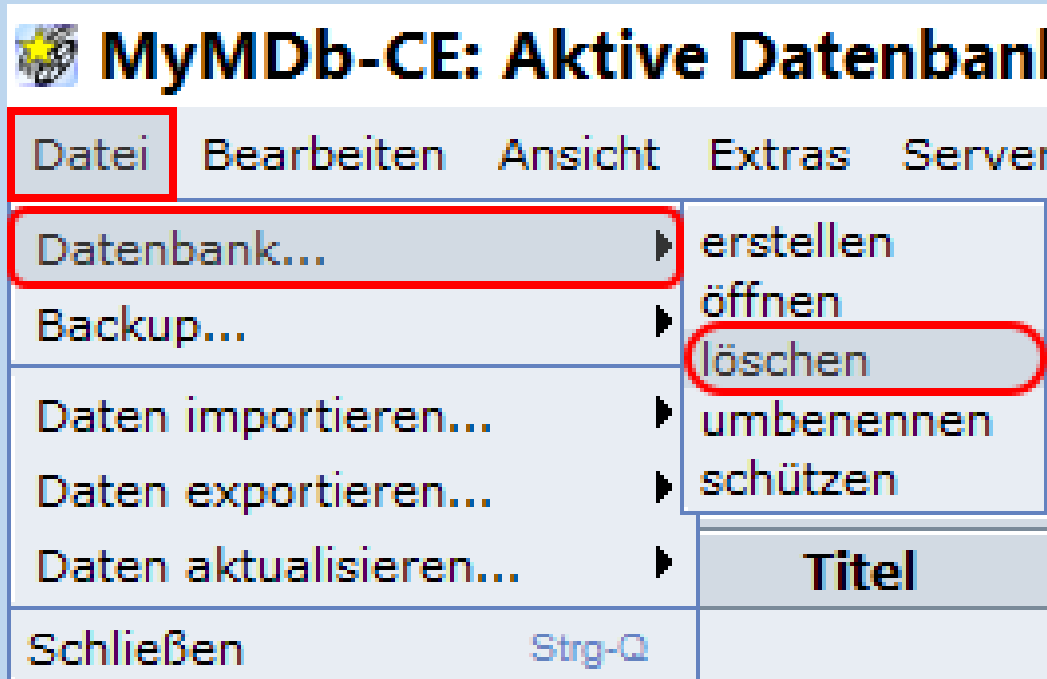 MyMDb-CE: Aktive Datenbank
Datei Bearbeiten Ansicht Extras Server
Datenbank...
erstellen
öffnen
löschen
umbenennen
schützen
Backup...
Daten importieren...
Daten exportieren...
Daten aktualisieren...
Titel
Schließen Strg-Q